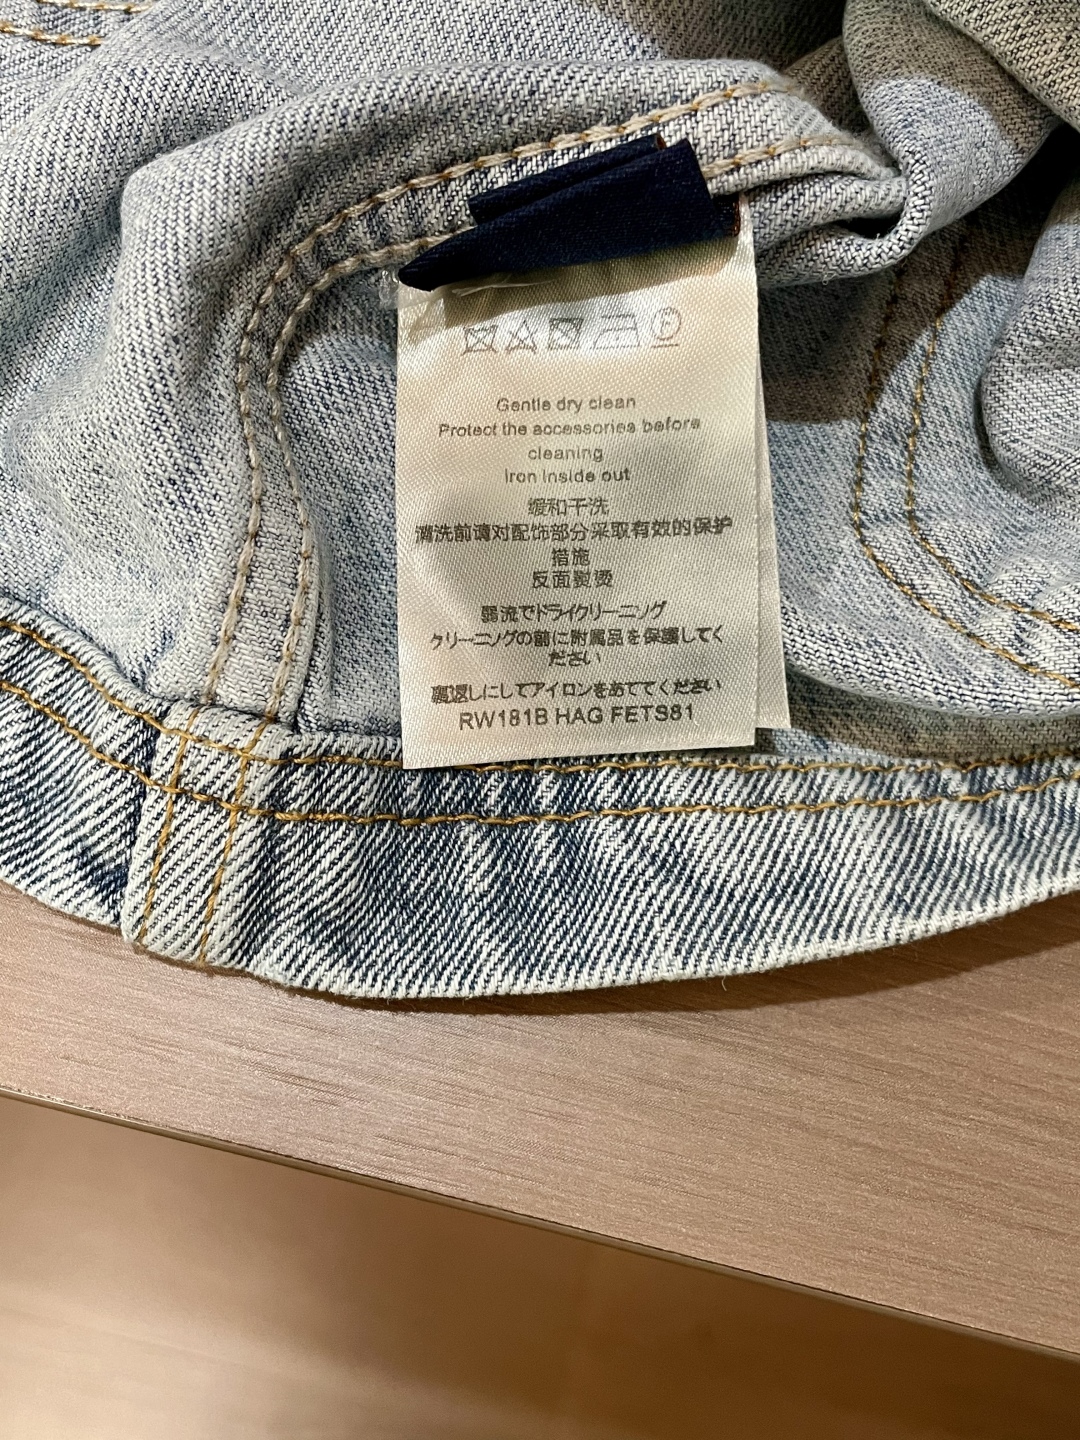 Gentle dry clean
Protect the accessories before
cleaning
Iron inside out
缓和干洗
清洗前请对配饰部分采取有效的保护
措施
反面熨烫
弱流でドライクリーニング
クリーニングの前に附属品を保護してく
ださい
裏返しにしてアイロンをあててください
RW181B HAG FETS81